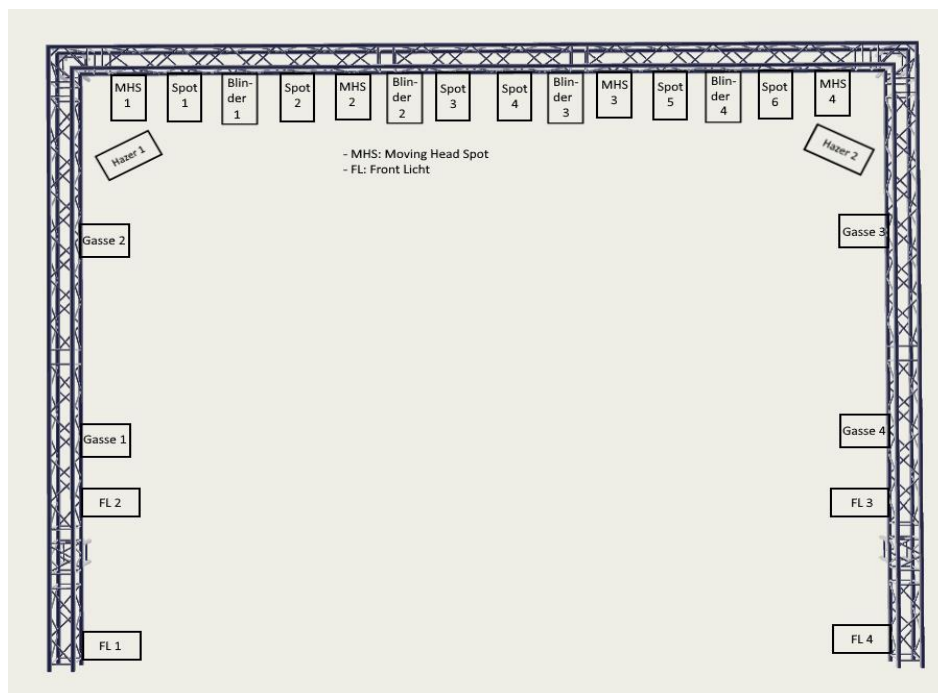 MHS
1
Spot
1
Blin-
der
1
Spot
2
MHS
2
Blin-
der
2
Spot
3
Spot
4
Blin-
der
3
MHS
3
Spot
5
Blin-
der
4
Spot
6
MHS
4
Hazer 1
- MHS: Moving Head Spot
- FL: Front Licht
Hazer 2
Gasse 2
Gasse 3
Gasse 1
Gasse 4
FL 2
FL 3
FL 1
FL 4